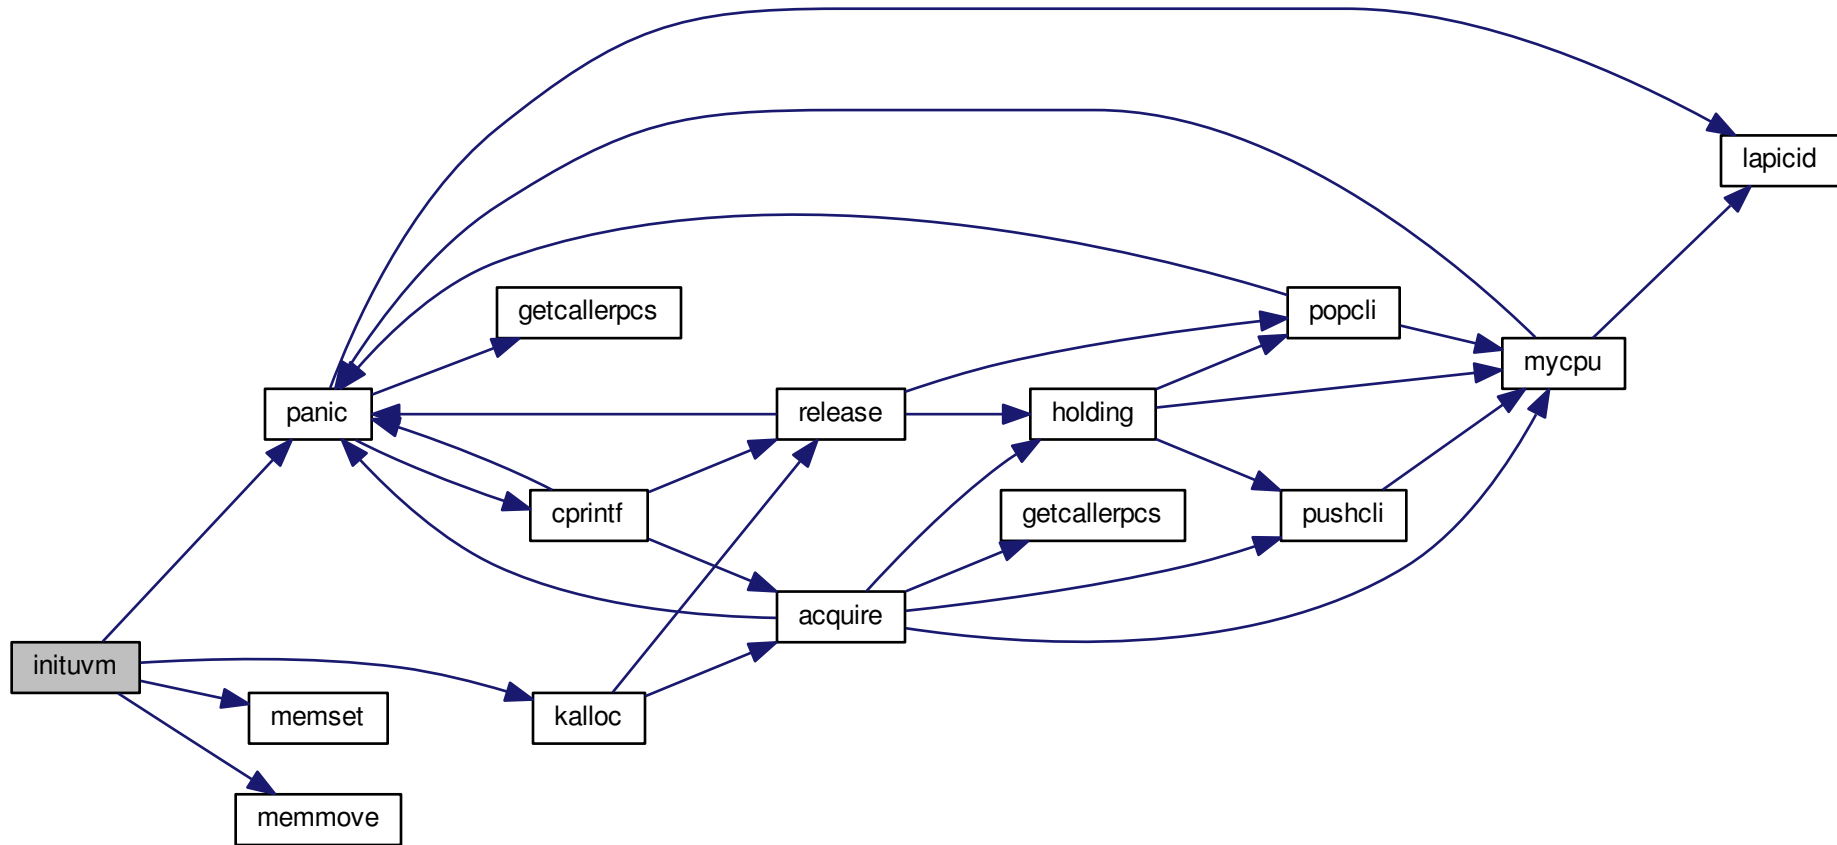 lapicid
getcallerpcs
popcli
mycpu
panic
release
holding
cprintf
getcallerpcs
pushcli
acquire
inituvm
memset
kalloc
memmove